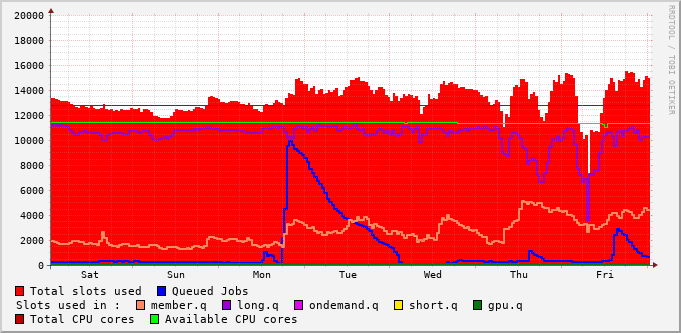 20000
18000
16000
14000
12000
10000
8000
6000
4000
2000
0
Sat Sun Mon Tue Wed Thu Fri
RRDTOOL / TOBI OETIKER
Total slots used Queued Jobs
Slots used in : member.q long.q ondemand.q short.q gpu.q
Total CPU cores Available CPU cores